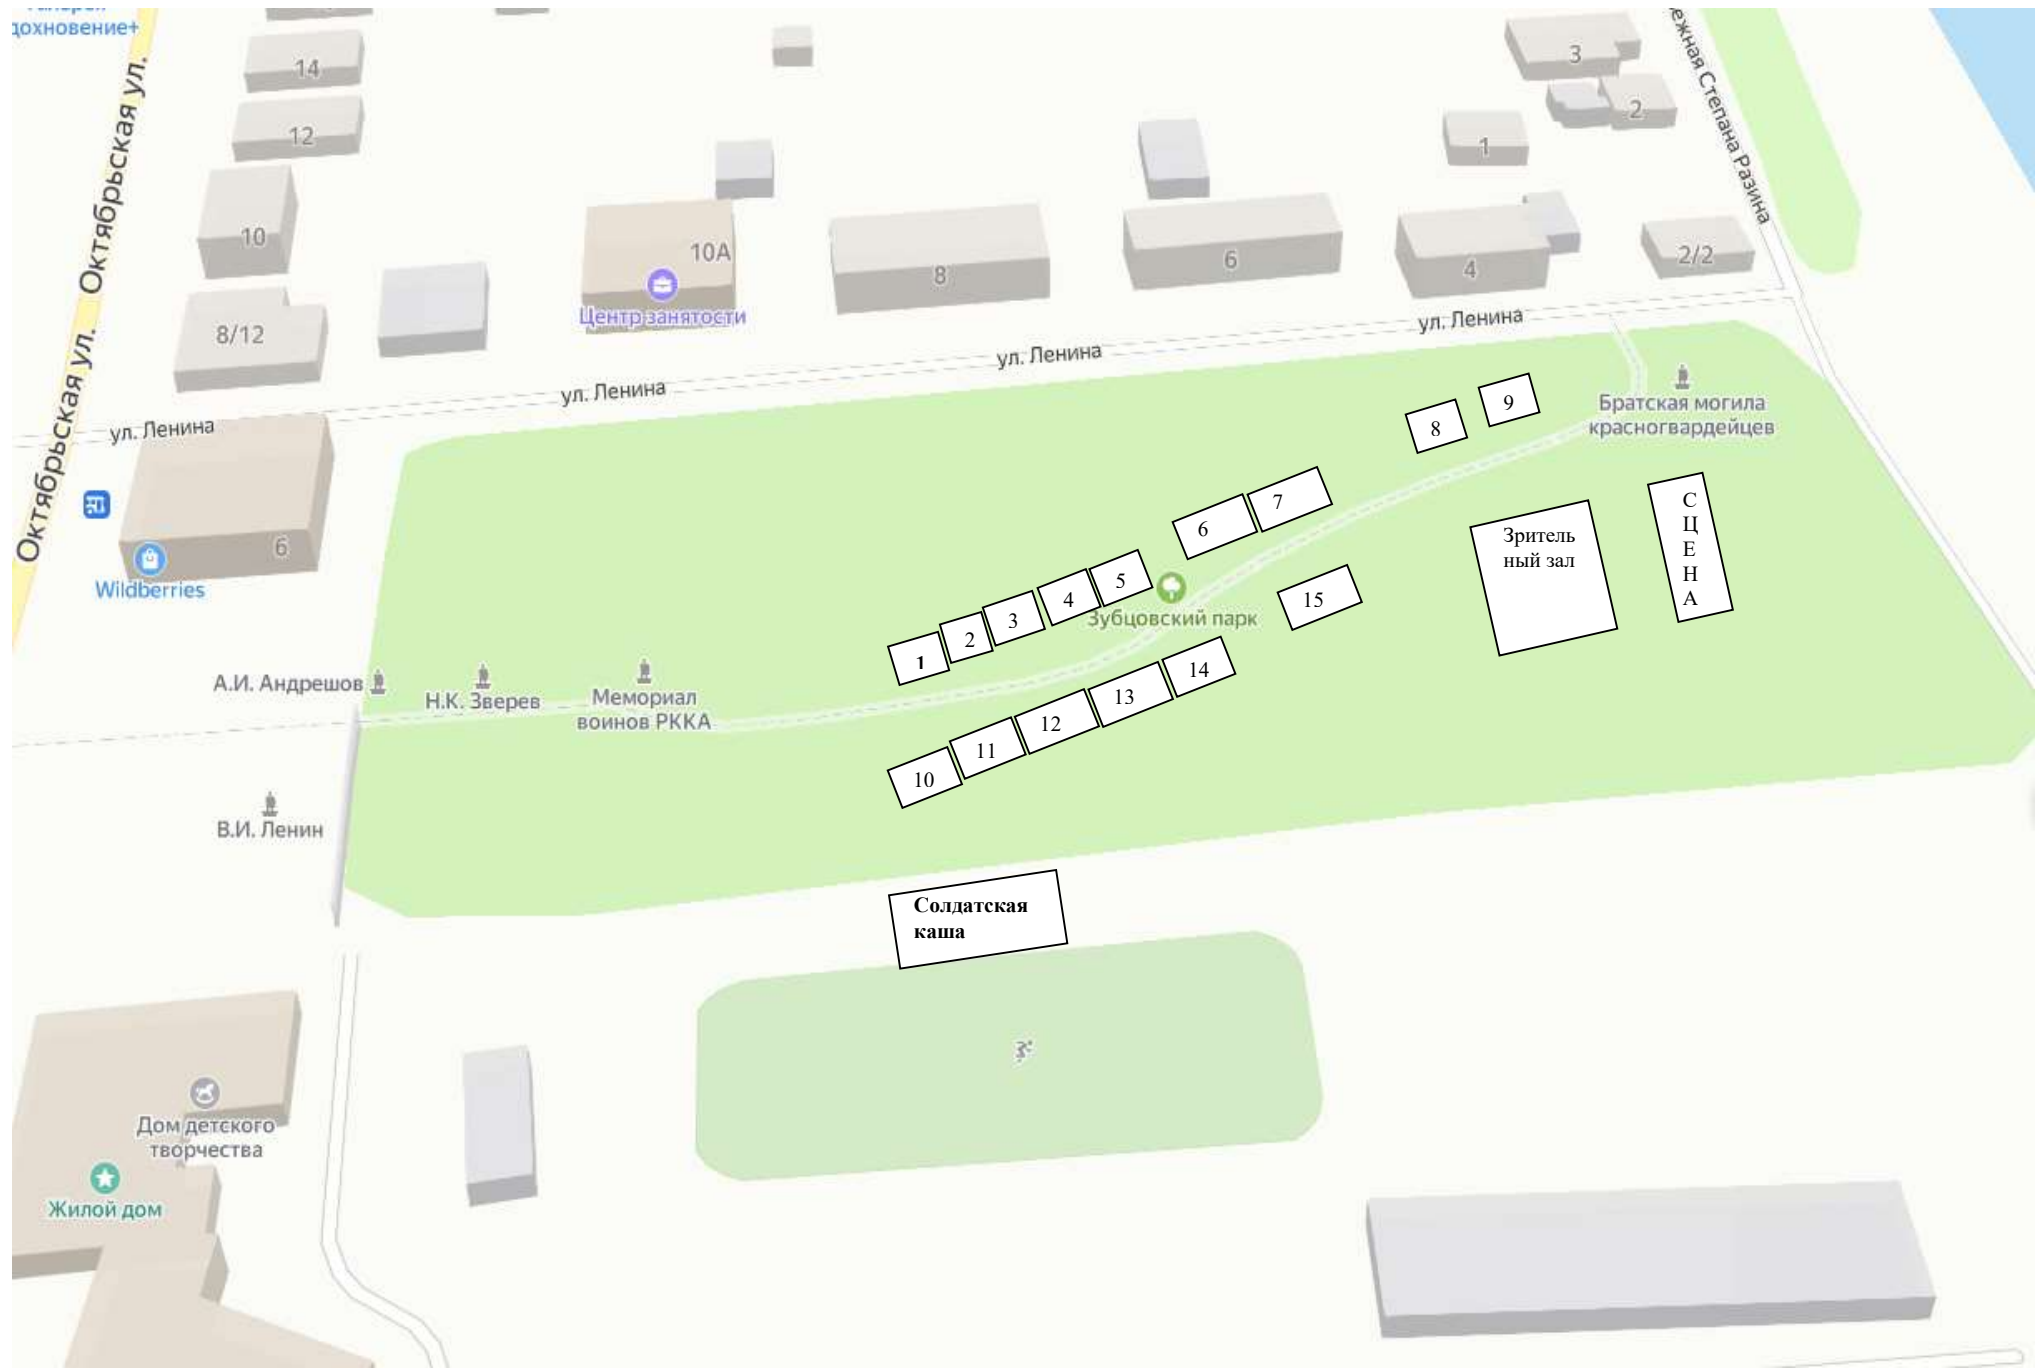 дохновение+
14
12
10
8/12
Октябрьская ул.
Октябрьская ул.
ул. Ленина
ул. Ленина
ул. Ленина
ул. Ленина
10А
Центр занятости
8
6
4
2/2
1
2
3
ежная Степана Разина
6
Wildberries
Братская могила
красногвардейцев
9
8
7
6
5
4
3
2
1
Зубцовский парк
15
14
13
12
11
10
Зритель
ный зал
С
Ц
Е
Н
А
А.И. Андрешов
Н.К. Зверев
Мемориал
воинов РККА
В.И. Ленин
Солдатская
каша
Дом детского
творчества
Жилой дом